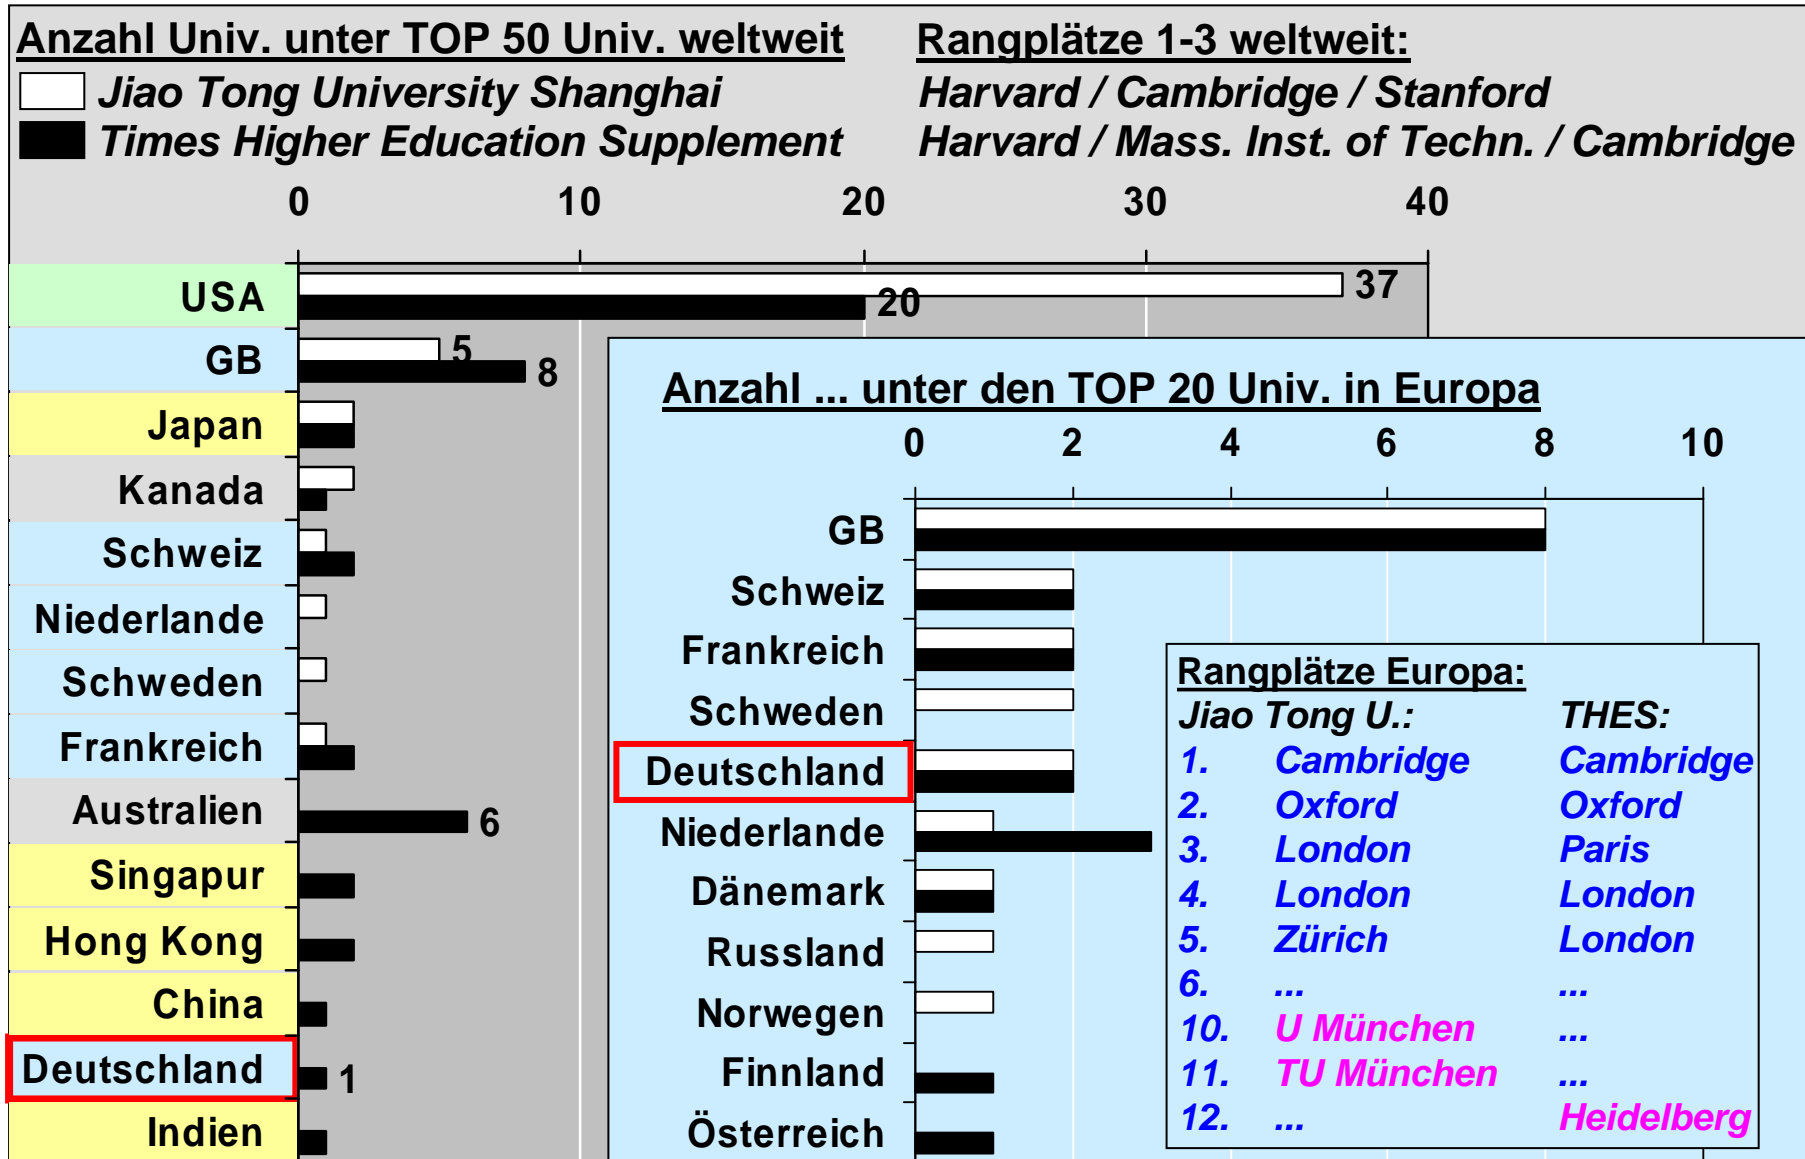 Anzahl Univ. unter TOP 50 Univ. weltweit
Jiao Tong University Shanghai
Times Higher Education Supplement
Rangplätze 1-3 weltweit:
Harvard / Cambridge / Stanford
Harvard / Mass. Inst. of Techn. / Cambridge
0 10 20 30 40
USA 37
20
GB 5
8
Japan
Kanada
Schweiz
Niederlande
Schweden
Frankreich
Australien 6
Singapur
Hong Kong
China
Deutschland 1
Indien
Anzahl ... unter den TOP 20 Univ. in Europa
0 2 4 6 8 10
GB
Schweiz
Frankreich
Schweden
Deutschland
Niederlande
Dänemark
Russland
Norwegen
Finnland
Österreich
Rangplätze Europa:
Jiao Tong U.: THES:
1. Cambridge Cambridge
2. Oxford Oxford
3. London Paris
4. London London
5. Zürich London
6. ... ...
10. U München ...
11. TU München ...
12. ... Heidelberg